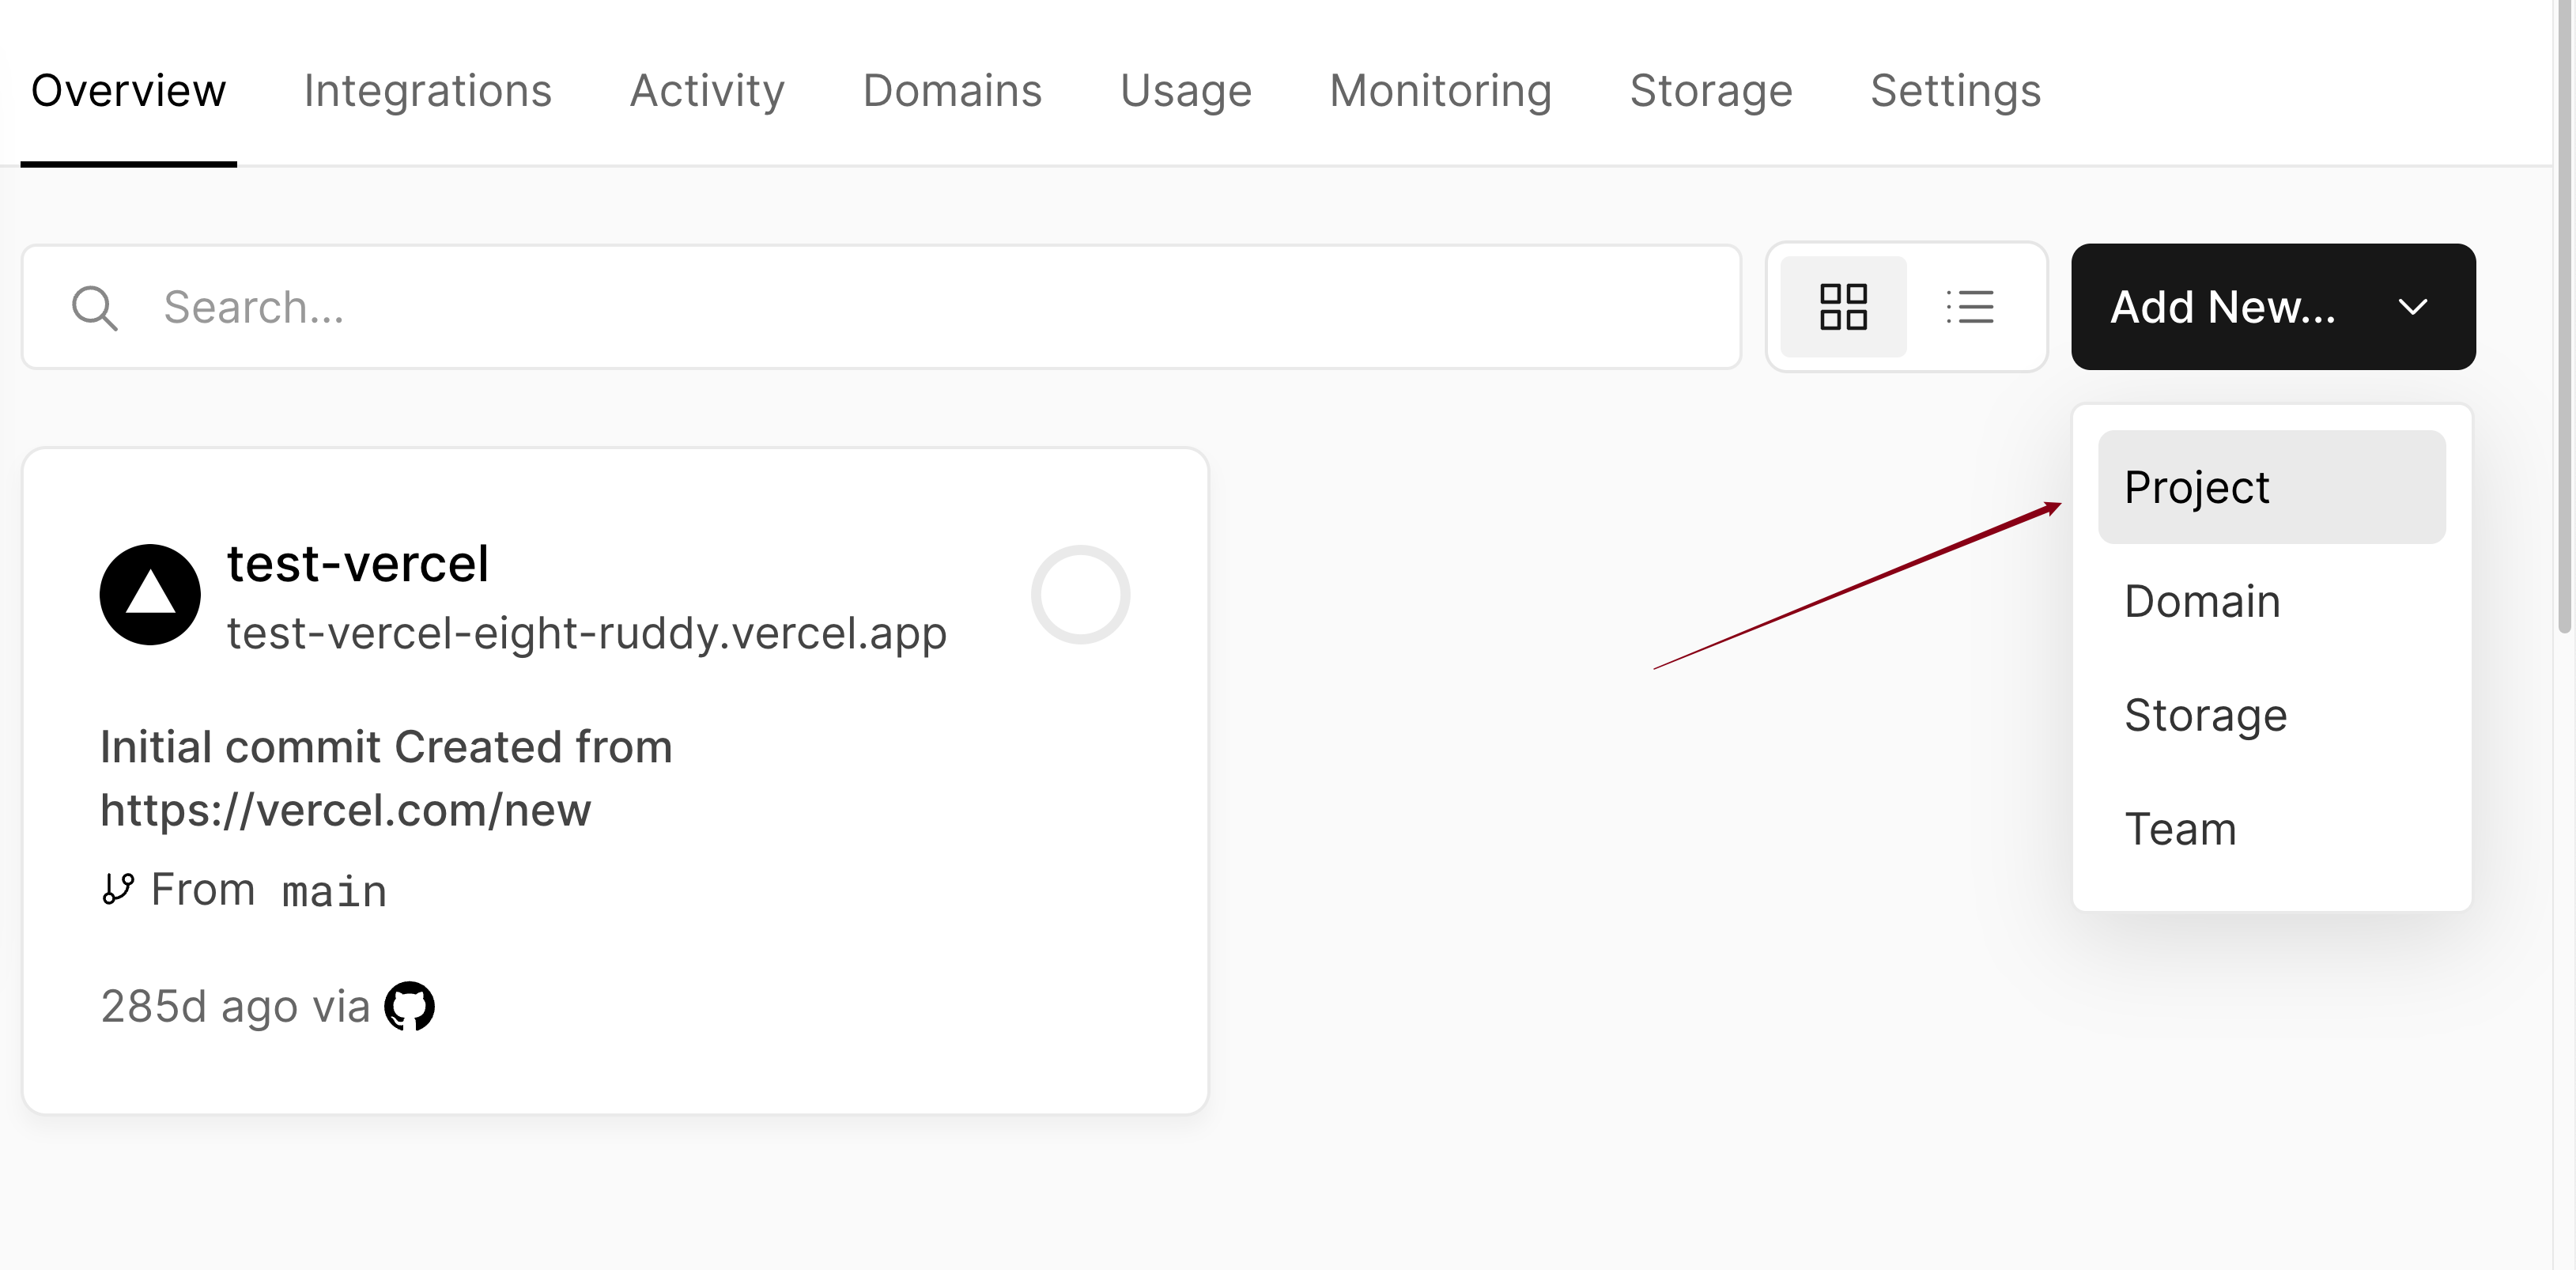 Overview Integrations Activity Domains Usage Monitoring Storage Settings
Search...
Add New...
Project
Domain
Storage
Team
test-vercel
test-vercel-eight-ruddy.vercel.app
Initial commit Created from
https://vercel.com/new
From main
285d ago via